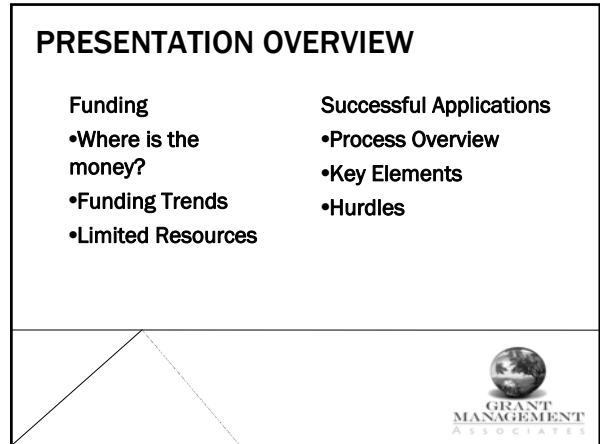 PRESENTATION OVERVIEW
Funding
•Where is the
money?
•Funding Trends
•Limited Resources
Successful Applications
•Process Overview
•Key Elements
•Hurdles
GRANT
MANAGEMENT
ASSOCIATES